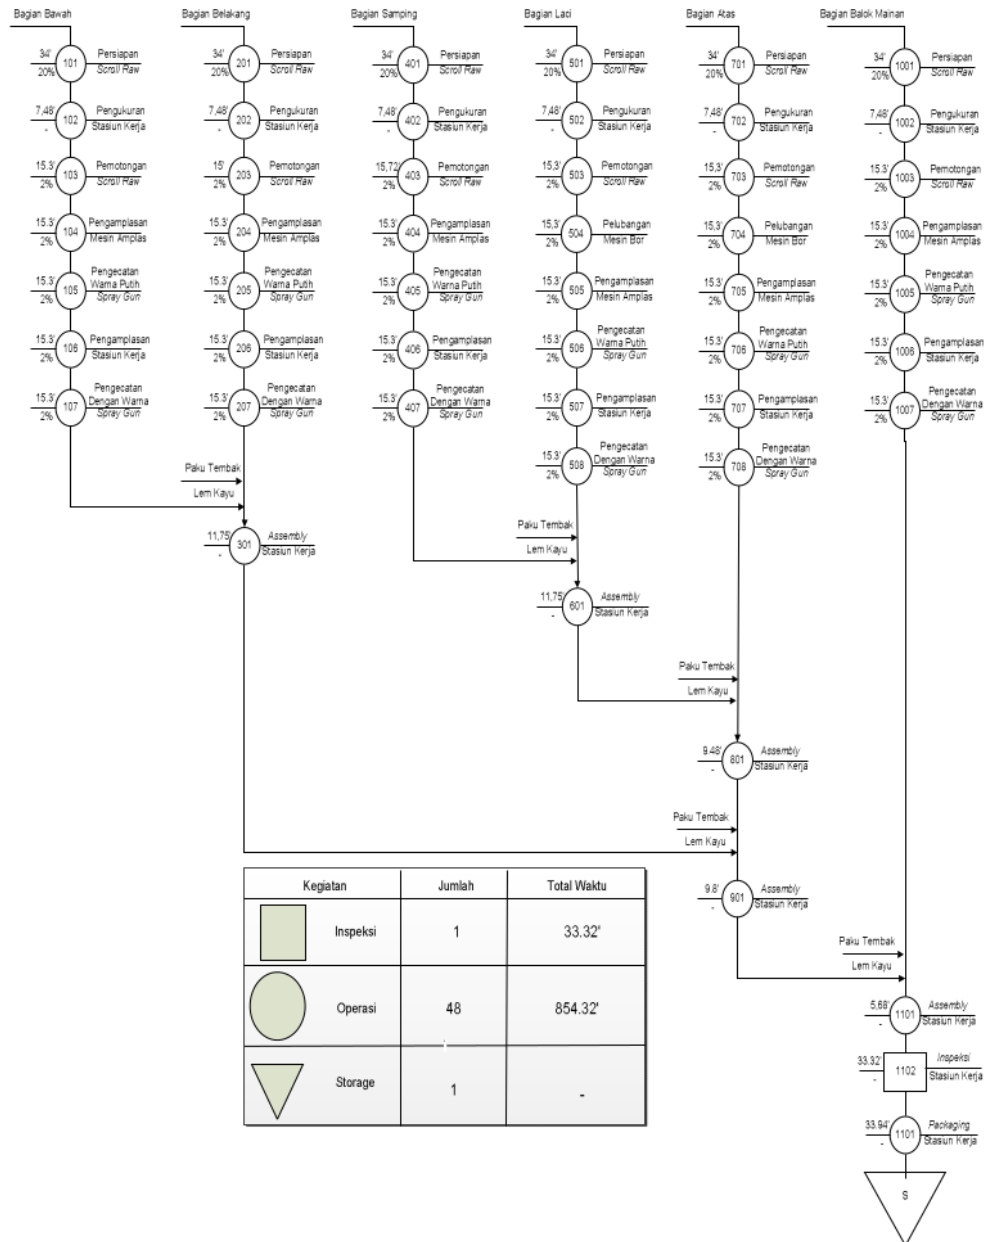 Bagian Bawah
34'
20%
101
Persiapan
Scroll Raw
7,48'
-
102
Pengukuran
Stasiun Kerja
15.3'
2%
103
Pemotongan
Scroll Raw
15.3'
2%
104
Pengamplasan
Mesin Amplas
15.3'
2%
105
Pengecatan
Warna Putih
Spray Gun
15.3'
2%
106
Pengamplasan
Stasiun Kerja
15.3'
2%
107
Pengecatan
Dengan Warna
Spray Gun
Bagian Belakang
34'
20%
201
Persiapan
Scroll Raw
7,48'
-
202
Pengukuran
Stasiun Kerja
15'
2%
203
Pemotongan
Scroll Raw
15.3'
2%
204
Pengamplasan
Mesin Amplas
15.3'
2%
205
Pengecatan
Warna Putih
Spray Gun
15.3'
2%
206
Pengamplasan
Stasiun Kerja
15.3'
2%
207
Pengecatan
Dengan Warna
Spray Gun
Paku Tembak
Lem Kayu
11,75'
-
301
Assembly
Stasiun Kerja
Bagian Samping
34'
20%
401
Persiapan
Scroll Raw
7,48'
-
402
Pengukuran
Stasiun Kerja
15,72'
2%
403
Pemotongan
Scroll Raw
15.3'
2%
404
Pengamplasan
Mesin Amplas
15.3'
2%
405
Pengecatan
Warna Putih
Spray Gun
15.3'
2%
406
Pengamplasan
Stasiun Kerja
15.3'
2%
407
Pengecatan
Dengan Warna
Spray Gun
Bagian Laci
34'
20%
501
Persiapan
Scroll Raw
7,48'
-
502
Pengukuran
Stasiun Kerja
15,3'
2%
503
Pemotongan
Scroll Raw
15,3'
2%
504
Pelubangan
Mesin Bor
15.3'
2%
505
Pengamplasan
Mesin Amplas
15.3'
2%
506
Pengecatan
Warna Putih
Spray Gun
15.3'
2%
507
Pengamplasan
Stasiun Kerja
15.3'
2%
508
Pengecatan
Dengan Warna
Spray Gun
Paku Tembak
Lem Kayu
11,75'
-
601
Assembly
Stasiun Kerja
Bagian Atas
34'
20%
701
Persiapan
Scroll Raw
7,48'
-
702
Pengukuran
Stasiun Kerja
15,3'
2%
703
Pemotongan
Scroll Raw
15,3'
2%
704
Pelubangan
Mesin Bor
15.3'
2%
705
Pengamplasan
Mesin Amplas
15.3'
2%
706
Pengecatan
Warna Putih
Spray Gun
15.3'
2%
707
Pengamplasan
Stasiun Kerja
15.3'
2%
708
Pengecatan
Dengan Warna
Spray Gun
Paku Tembak
Lem Kayu
9.48'
-
801
Assembly
Stasiun Kerja
Paku Tembak
Lem Kayu
9.8'
-
901
Assembly
Stasiun Kerja
Bagian Balok Mainan
34'
20%
1001
Persiapan
Scroll Raw
7,48'
-
1002
Pengukuran
Stasiun Kerja
15.3'
2%
1003
Pemotongan
Scroll Raw
15.3'
2%
1004
Pengamplasan
Mesin Amplas
15.3'
2%
1005
Pengecatan
Warna Putih
Spray Gun
15.3'
2%
1006
Pengamplasan
Stasiun Kerja
15.3'
2%
1007
Pengecatan
Dengan Warna
Spray Gun
Paku Tembak
Lem Kayu
5,68'
-
1101
Assembly
Stasiun Kerja
33.32'
-
1102
Inspeksi
Stasiun Kerja
33.94'
-
1101
Packaging
Stasiun Kerja
S
Kegiatan Jumlah Total Waktu
Inspeksi 1 33.32'
Operasi 48 854.32'
Storage 1 -